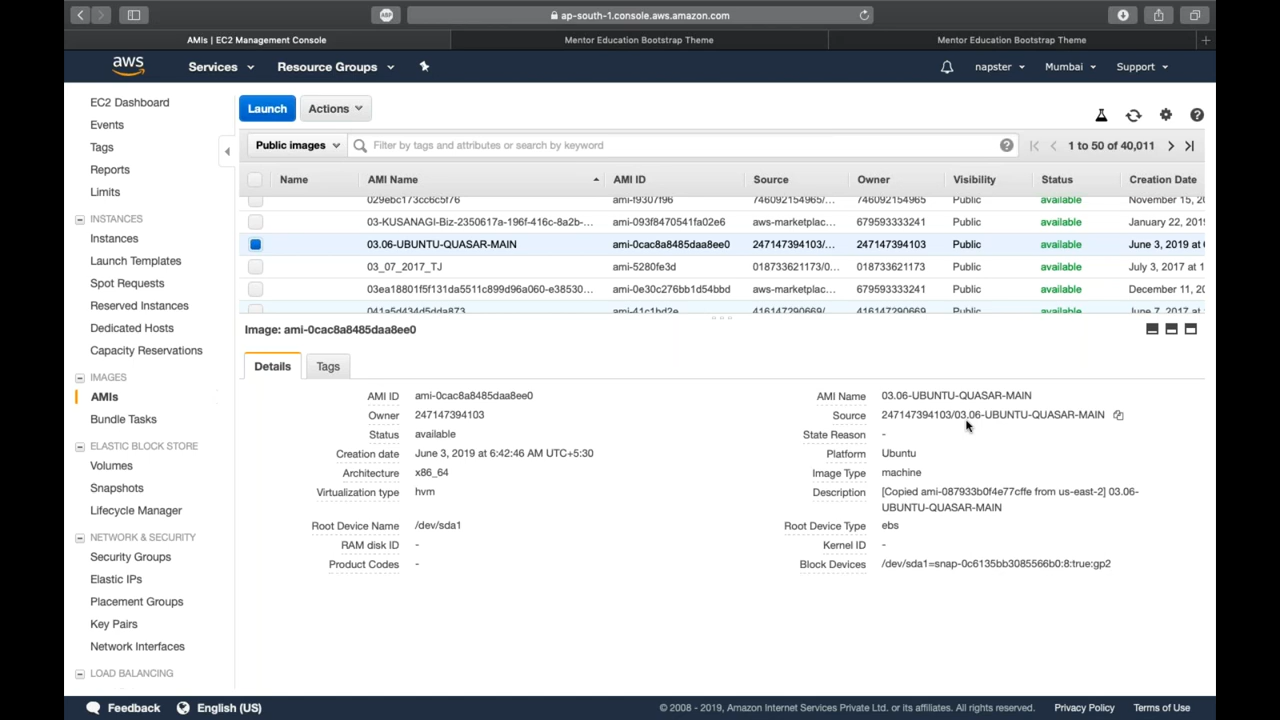 ap-south-1.console.aws.amazon.com
AMIs | EC2 Management Console
Mentor Education Bootstrap Theme
Mentor Education Bootstrap Theme
aws
Services
Resource Groups
napster
Mumbai
Support
EC2 Dashboard
Events
Tags
Reports
Limits
INSTANCES
Instances
Launch Templates
Spot Requests
Reserved Instances
Dedicated Hosts
Capacity Reservations
IMAGES
AMIs
Bundle Tasks
ELASTIC BLOCK STORE
Volumes
Snapshots
Lifecycle Manager
NETWORK & SECURITY
Security Groups
Elastic IPs
Placement Groups
Key Pairs
Network Interfaces
LOAD BALANCING
Launch
Actions
Public images
Filter by tags and attributes or search by keyword
1 to 50 of 40,011
Name AMI Name AMI ID Source Owner Visibility Status Creation Date
029ebc173cc6c5f76 ami-f9307f96 746092154965/... 746092154965 Public available November 15, 20
03-KUSANAGI-Biz-2350617a-196f-416c-8a2b-... ami-093f8470541fa02e6 aws-marketplac... 679593333241 Public available January 22, 2019
03.06-UBUNTU-QUASAR-MAIN ami-0cac8a8485daa8ee0 247147394103/... 247147394103 Public available June 3, 2019 at 6
03_07_2017_TJ ami-5280fe3d 018733621173/0... 018733621173 Public available July 3, 2017 at 1
03ea18801f5f131da5511c899d96a060-e38530... ami-0e30c276bb1d54bbd aws-marketplac... 679593333241 Public available December 11, 20
041a5d434d5dda873 ami-41c1bd2e 416147290669/ 416147290669 Public available June 7, 2017 at
Image: ami-0cac8a8485daa8ee0
Details
Tags
AMI ID ami-0cac8a8485daa8ee0
Owner 247147394103
Status available
Creation date June 3, 2019 at 6:42:46 AM UTC+5:30
Architecture x86_64
Virtualization type hvm
Root Device Name /dev/sda1
RAM disk ID -
Product Codes -
AMI Name 03.06-UBUNTU-QUASAR-MAIN
Source 247147394103/03.06-UBUNTU-QUASAR-MAIN
State Reason -
Platform Ubuntu
Image Type machine
Description [Copied ami-087933b0f4e77cffe from us-east-2] 03.06-
UBUNTU-QUASAR-MAIN
Root Device Type ebs
Kernel ID -
Block Devices /dev/sda1=snap-0c6135bb3085566b0:8:true:gp2
Feedback
English (US)
© 2008 - 2019, Amazon Internet Services Private Ltd. or its affiliates. All rights reserved.
Privacy Policy
Terms of Use